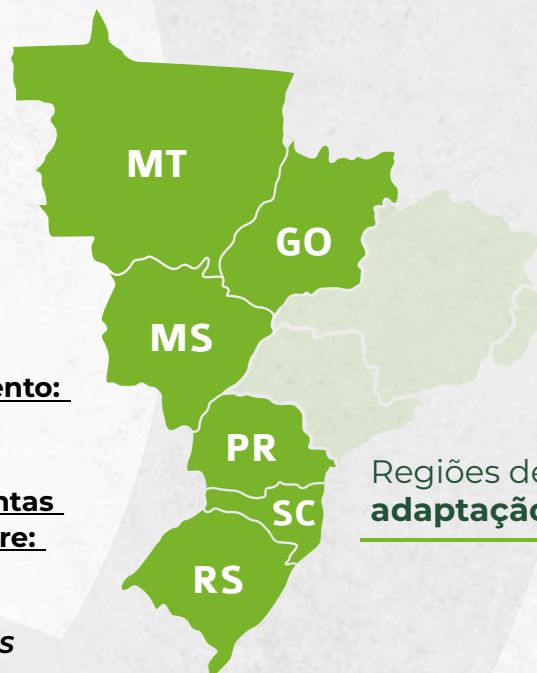 MT
GO
MS
ento:
PR
Regiões de
adaptação
ntas
re:
SC
RS
s